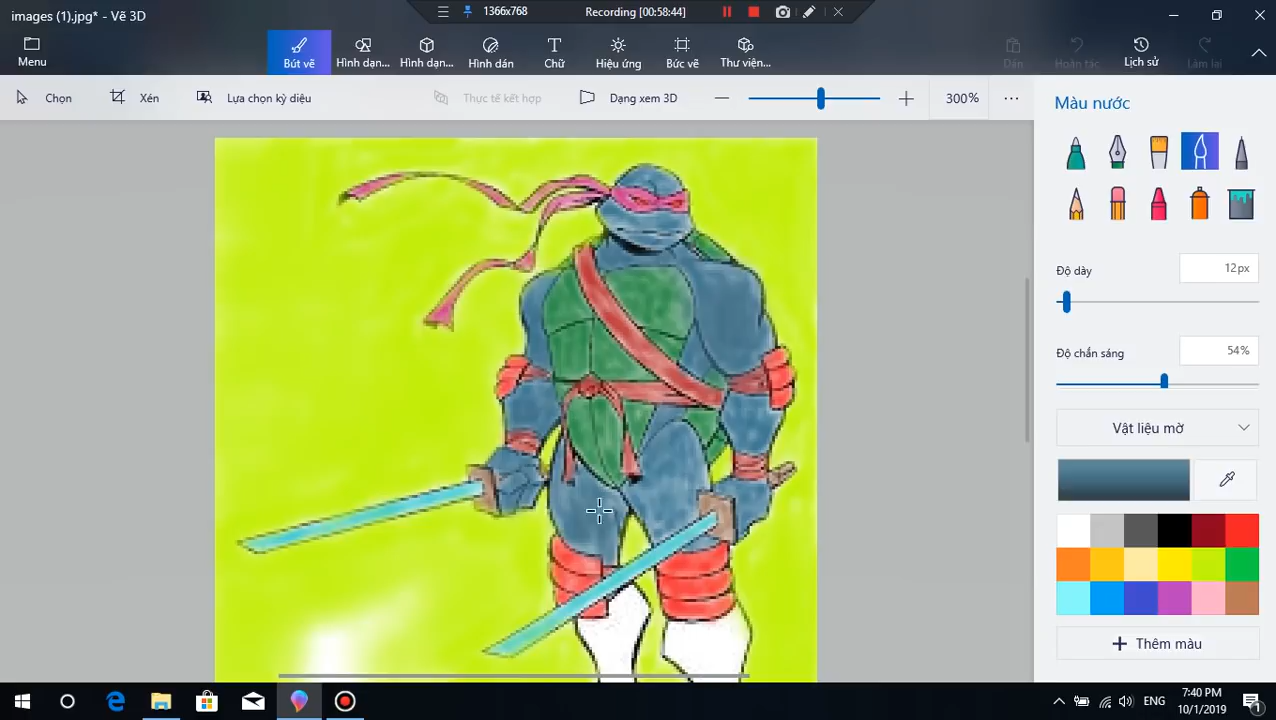 images (1).jpg* - Vẽ 3D
1366x768
Recording [00:58:44]
Menu
Bút vẽ
Hình dạn...
Hình dạn...
Hình dán
Chữ
Hiệu ứng
Bức vẽ
Thư viện...
Dán
Hoàn tác
Lịch sử
Làm lại
Chọn
Xén
Lựa chọn kỳ diệu
Thực tế kết hợp
Dạng xem 3D
300%
Màu nước
Độ dày
12px
Độ chắn sáng
54%
Vật liệu mờ
Thêm màu
ENG
7:40 PM
10/1/2019
1